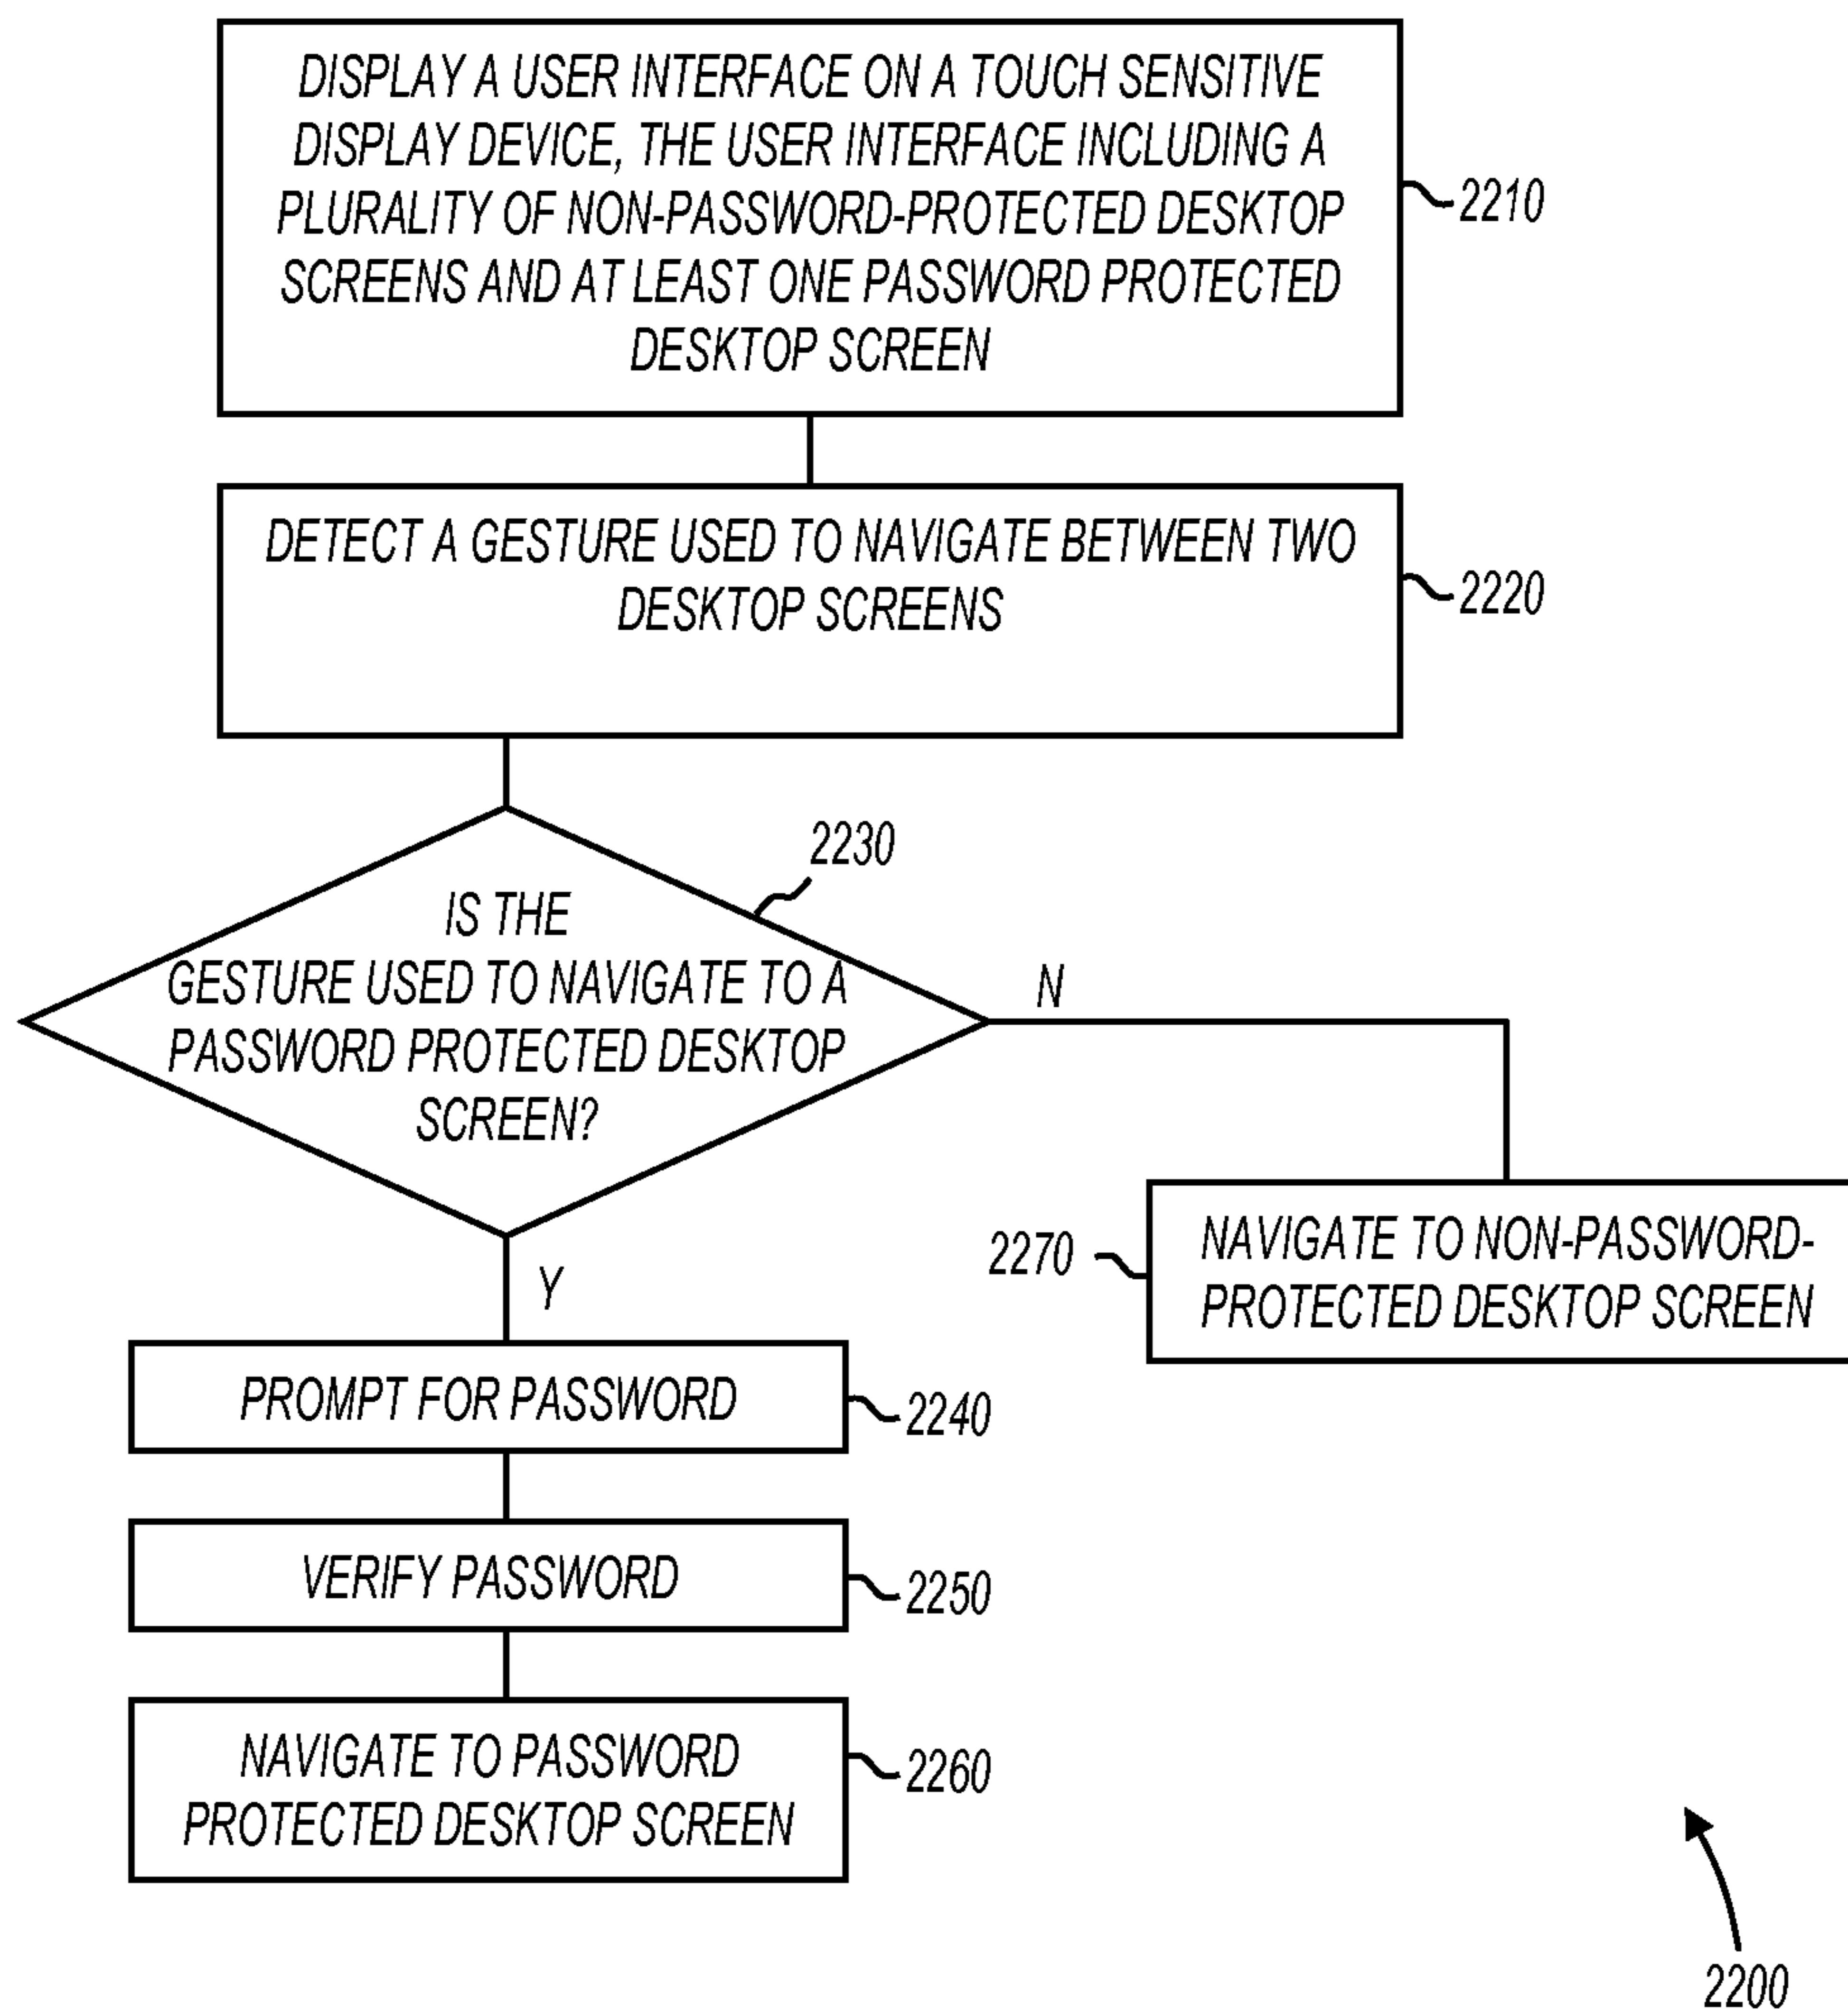 DISPLAY A USER INTERFACE ON A TOUCH SENSITIVE
DISPLAY DEVICE, THE USER INTERFACE INCLUDING A
PLURALITY OF NON-PASSWORD-PROTECTED DESKTOP
SCREENS AND AT LEAST ONE PASSWORD PROTECTED
DESKTOP SCREEN
2210
DETECT A GESTURE USED TO NAVIGATE BETWEEN TWO
DESKTOP SCREENS
2220
2230
IS THE
GESTURE USED TO NAVIGATE TO A
PASSWORD PROTECTED DESKTOP
SCREEN?
N
Y
2270
NAVIGATE TO NON-PASSWORD-
PROTECTED DESKTOP SCREEN
PROMPT FOR PASSWORD
2240
VERIFY PASSWORD
2250
NAVIGATE TO PASSWORD
PROTECTED DESKTOP SCREEN
2260
2200